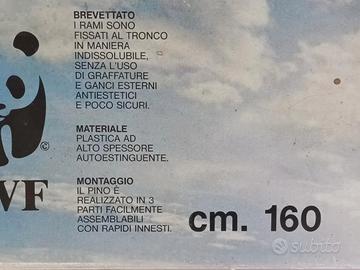 BREVETTATO
I RAMI SONO
FISSATI AL TRONCO
IN MANIERA
INDISSOLUBILE,
SENZA L'USO
DI GRAFFATURE
E GANCI ESTERNI
ANTIESTETICI
E POCO SICURI.
©
MATERIALE
PLASTICA AD
ALTO SPESSORE
AUTOESTINGUENTE.
VF
MONTAGGIO
IL PINO È
REALIZZATO IN 3
PARTI FACILMENTE
ASSEMBLABILI
CON RAPIDI INNESTI.
cm. 160
subito.it